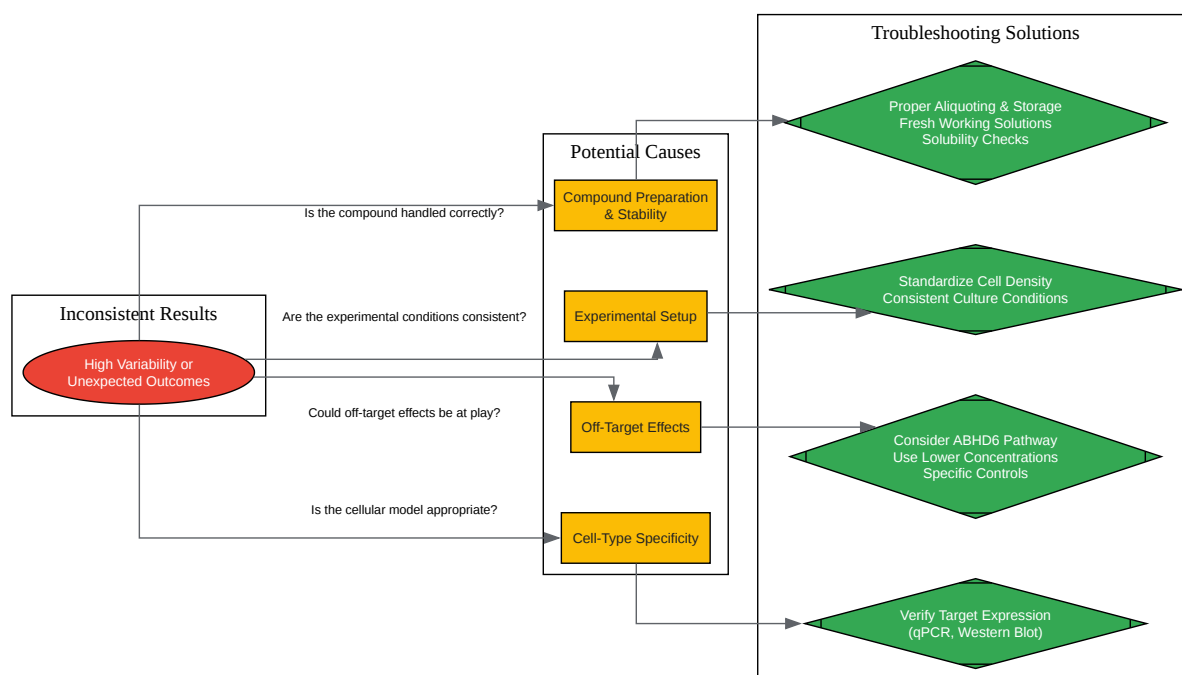 Troubleshooting Solutions
Proper Aliquoting & Storage
Fresh Working Solutions
Solubility Checks
Potential Causes
Compound Preparation
& Stability
Is the compound handled correctly?
Standardize Cell Density
Consistent Culture Conditions
Inconsistent Results
Are the experimental conditions consistent?
Experimental Setup
High Variability or
Unexpected Outcomes
Could off-target effects be at play?
Off-Target Effects
Consider ABHD6 Pathway
Use Lower Concentrations
Specific Controls
Is the cellular model appropriate?
Cell-Type Specificity
Verify Target Expression
(qPCR, Western Blot)